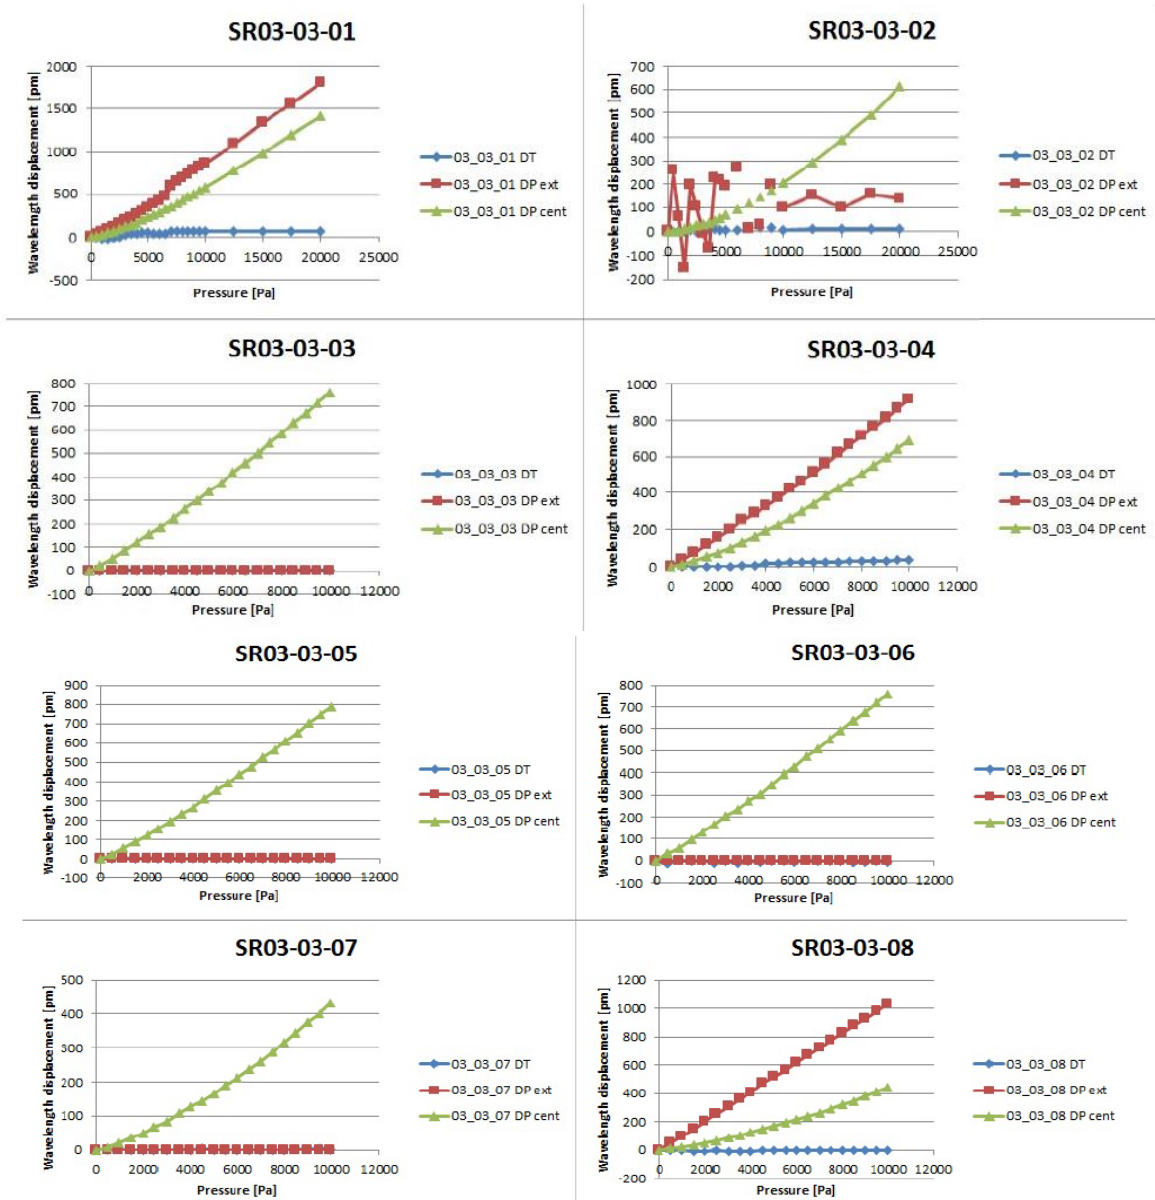 SR03-03-01
Wavelength displacement [pm]
2000
1500
1000
500
0
-500
0 5000 10000 15000 20000 25000
Pressure [Pa]
03_03_01 DT
03_03_01 DP ext
03_03_01 DP cent
SR03-03-02
Wavelength displacement [pm]
700
600
500
400
300
200
100
0
-100
-200
0 5000 10000 15000 20000 25000
Pressure [Pa]
03_03_02 DT
03_03_02 DP ext
03_03_02 DP cent
SR03-03-03
Wavelength displacement [pm]
800
700
600
500
400
300
200
100
0
-100
0 2000 4000 6000 8000 10000 12000
Pressure [Pa]
03_03_03 DT
03_03_03 DP ext
03_03_03 DP cent
SR03-03-04
Wavelength displacement [pm]
1000
800
600
400
200
0
0 2000 4000 6000 8000 10000 12000
Pressure [Pa]
03_03_04 DT
03_03_04 DP ext
03_03_04 DP cent
SR03-03-05
Wavelength displacement [pm]
900
800
700
600
500
400
300
200
100
0
-100
0 2000 4000 6000 8000 10000 12000
Pressure [Pa]
03_03_05 DT
03_03_05 DP ext
03_03_05 DP cent
SR03-03-06
Wavelength displacement [pm]
800
700
600
500
400
300
200
100
0
-100
0 2000 4000 6000 8000 10000 12000
Pressure [Pa]
03_03_06 DT
03_03_06 DP ext
03_03_06 DP cent
SR03-03-07
Wavelength displacement [pm]
500
400
300
200
100
0
0 2000 4000 6000 8000 10000 12000
Pressure [Pa]
03_03_07 DT
03_03_07 DP ext
03_03_07 DP cent
SR03-03-08
Wavelength displacement [pm]
1200
1000
800
600
400
200
0
-200
0 2000 4000 6000 8000 10000 12000
Pressure [Pa]
03_03_08 DT
03_03_08 DP ext
03_03_08 DP cent